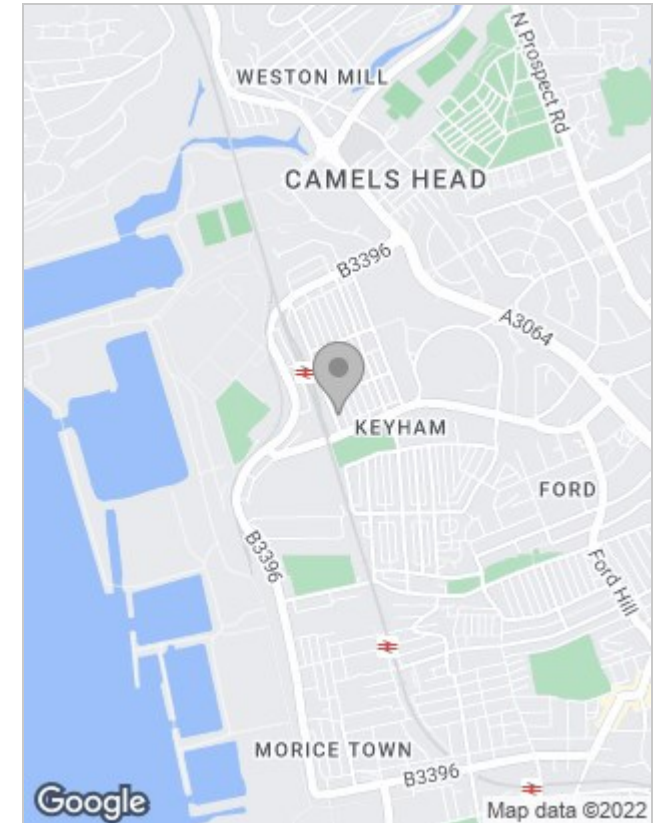 N Prospect Rd
WESTON MILL
CAMELS HEAD
B3396
A3064
KEYHAM
FORD
B3396
Ford Hill
MORICE TOWN
B3396
Google
Map data ©2022